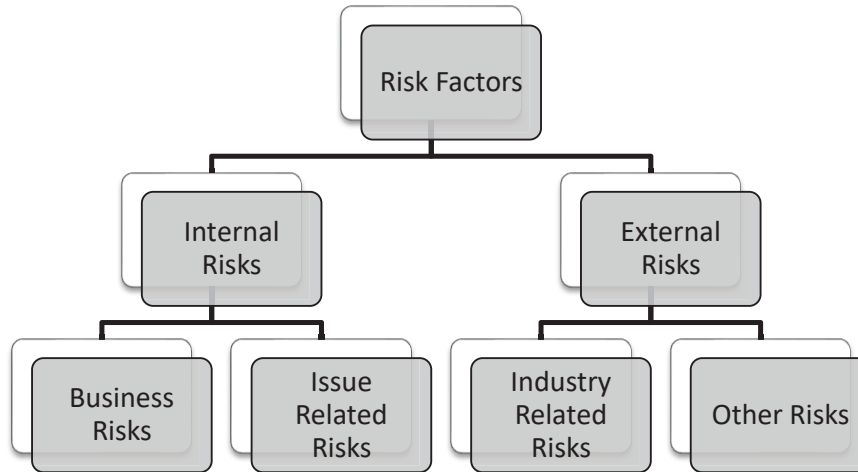 Risk Factors
Internal
Risks
External
Risks
Business
Risks
Issue
Related
Risks
Industry
Related
Risks
Other Risks